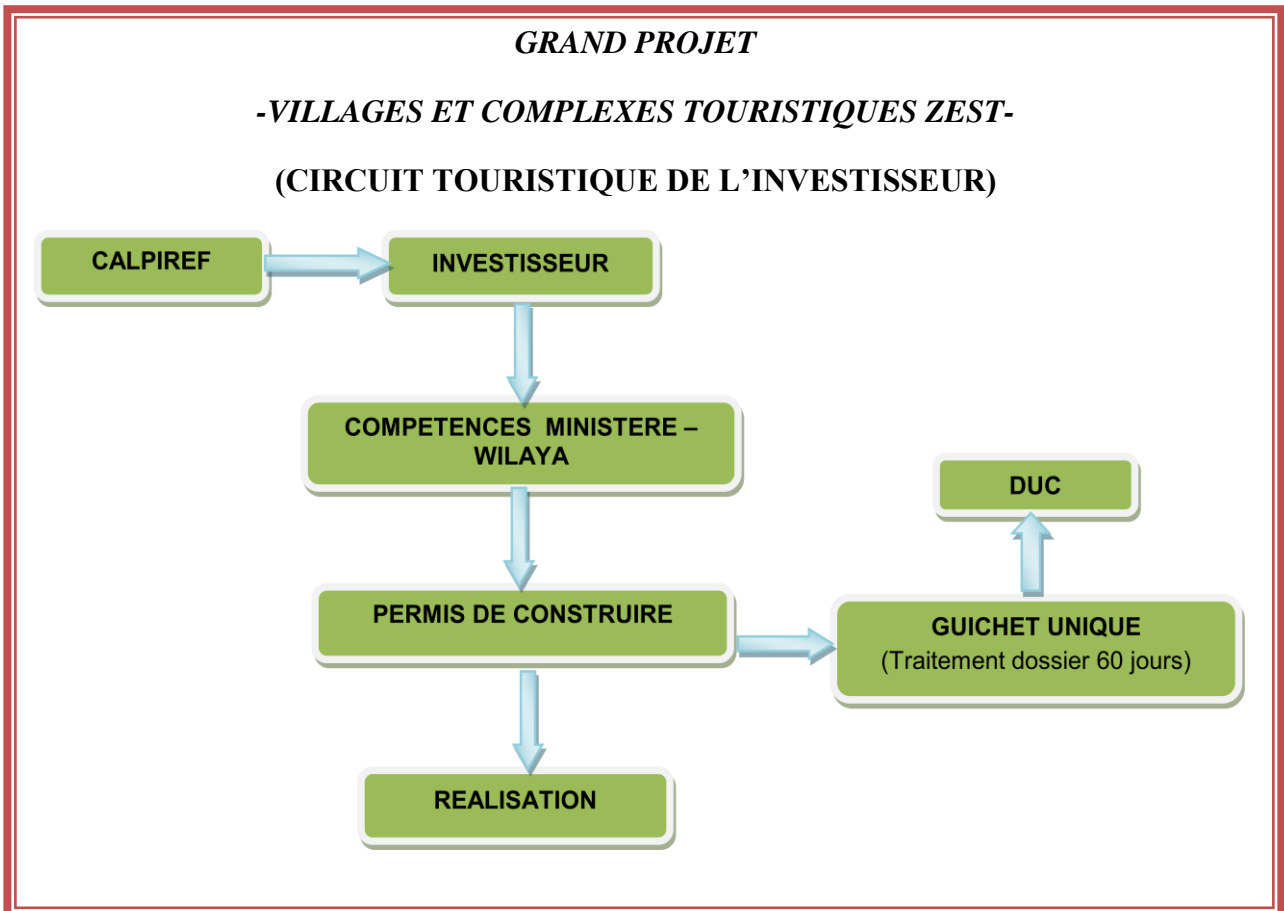 GRAND PROJET
-VILLAGES ET COMPLEXES TOURISTIQUES ZEST-
(CIRCUIT TOURISTIQUE DE L’INVESTISSEUR)
CALPIREF
INVESTISSEUR
COMPETENCES MINISTERE –
WILAYA
DUC
PERMIS DE CONSTRUIRE
GUICHET UNIQUE
(Traitement dossier 60 jours)
REALISATION